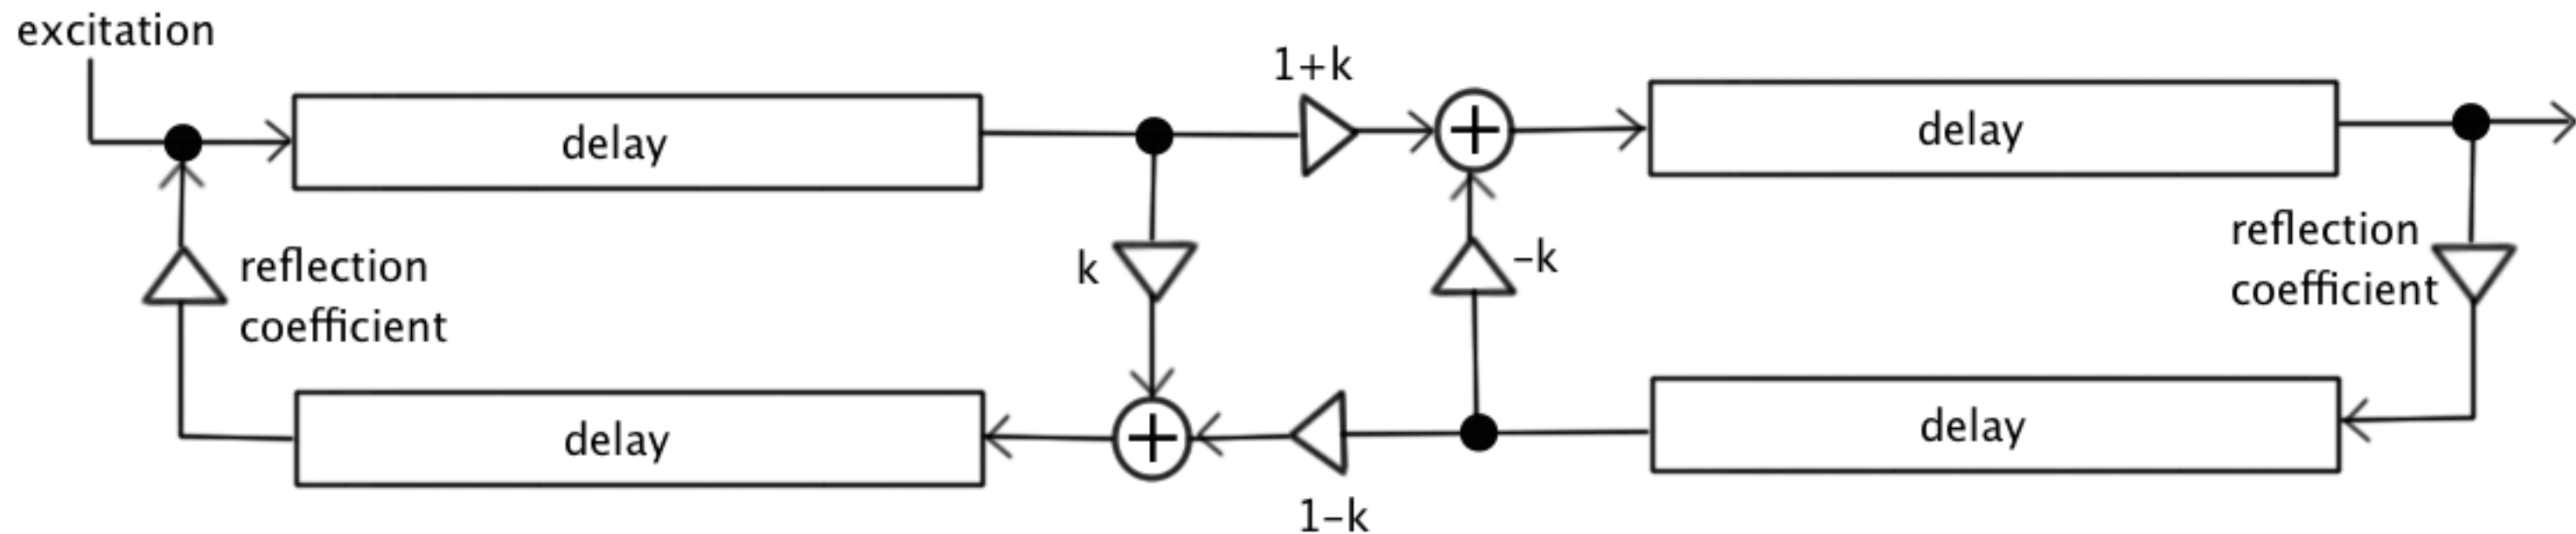 excitation
1+k
delay
+
delay
reflection
coefficient
k
-k
reflection
coefficient
delay
+
1-k
delay